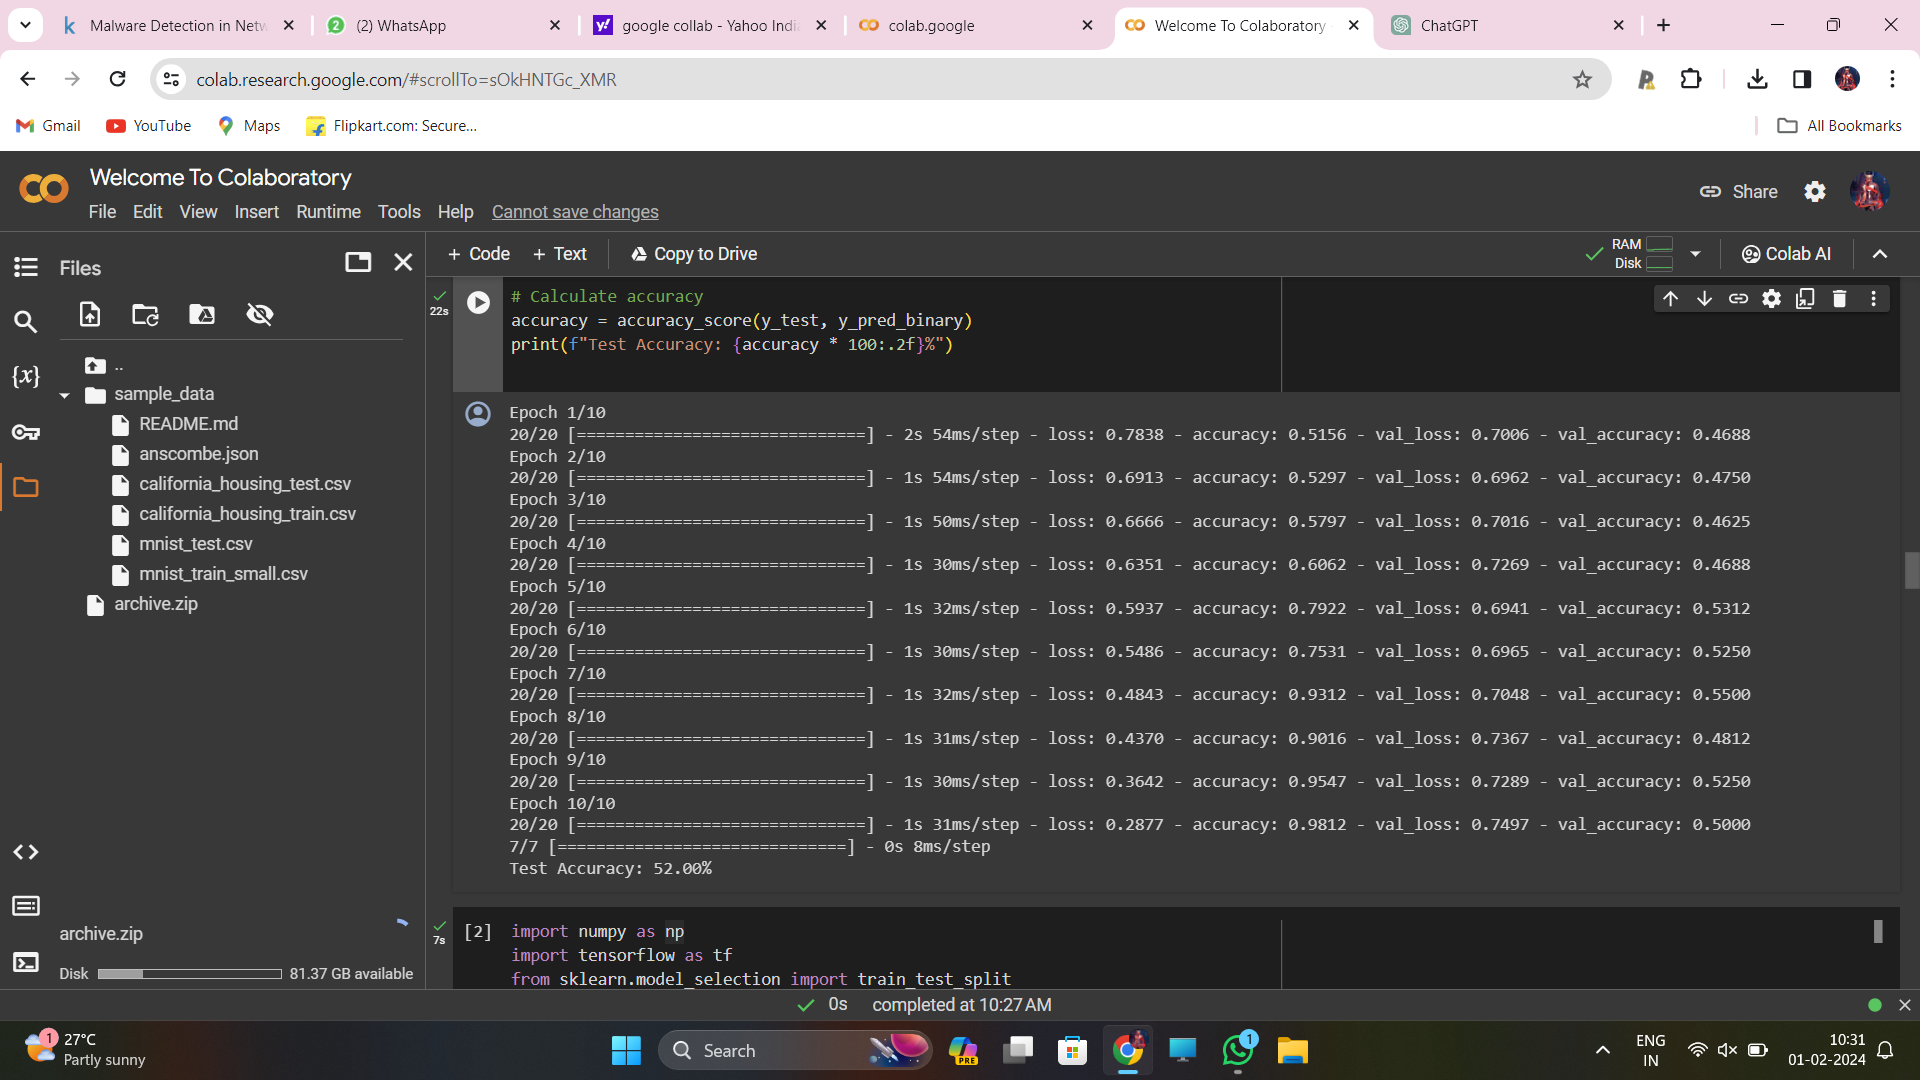 Malware Detection in Netw
(2) WhatsApp
google collab - Yahoo Indi
colab.google
Welcome To Colaboratory
ChatGPT
colab.research.google.com/#scrollTo=sOkHNTGc_XMR
Gmail
YouTube
Maps
Flipkart.com: Secure...
All Bookmarks
Welcome To Colaboratory
File Edit View Insert Runtime Tools Help Cannot save changes
Share
Files
+ Code + Text Copy to Drive
RAM
Disk
Colab AI
..
sample_data
README.md
anscombe.json
california_housing_test.csv
california_housing_train.csv
mnist_test.csv
mnist_train_small.csv
archive.zip
22s
# Calculate accuracy
accuracy = accuracy_score(y_test, y_pred_binary)
print(f"Test Accuracy: {accuracy * 100:.2f}%")
Epoch 1/10
20/20 [==============================] - 2s 54ms/step - loss: 0.7838 - accuracy: 0.5156 - val_loss: 0.7006 - val_accuracy: 0.4688
Epoch 2/10
20/20 [==============================] - 1s 54ms/step - loss: 0.6913 - accuracy: 0.5297 - val_loss: 0.6962 - val_accuracy: 0.4750
Epoch 3/10
20/20 [==============================] - 1s 50ms/step - loss: 0.6666 - accuracy: 0.5797 - val_loss: 0.7016 - val_accuracy: 0.4625
Epoch 4/10
20/20 [==============================] - 1s 30ms/step - loss: 0.6351 - accuracy: 0.6062 - val_loss: 0.7269 - val_accuracy: 0.4688
Epoch 5/10
20/20 [==============================] - 1s 32ms/step - loss: 0.5937 - accuracy: 0.7922 - val_loss: 0.6941 - val_accuracy: 0.5312
Epoch 6/10
20/20 [==============================] - 1s 30ms/step - loss: 0.5486 - accuracy: 0.7531 - val_loss: 0.6965 - val_accuracy: 0.5250
Epoch 7/10
20/20 [==============================] - 1s 32ms/step - loss: 0.4843 - accuracy: 0.9312 - val_loss: 0.7048 - val_accuracy: 0.5500
Epoch 8/10
20/20 [==============================] - 1s 31ms/step - loss: 0.4370 - accuracy: 0.9016 - val_loss: 0.7367 - val_accuracy: 0.4812
Epoch 9/10
20/20 [==============================] - 1s 30ms/step - loss: 0.3642 - accuracy: 0.9547 - val_loss: 0.7289 - val_accuracy: 0.5250
Epoch 10/10
20/20 [==============================] - 1s 31ms/step - loss: 0.2877 - accuracy: 0.9812 - val_loss: 0.7497 - val_accuracy: 0.5000
7/7 [==============================] - 0s 8ms/step
Test Accuracy: 52.00%
7s
[2] import numpy as np
import tensorflow as tf
from sklearn.model_selection import train_test_split
archive.zip
Disk 81.37 GB available
0s completed at 10:27 AM
1
27°C
Partly sunny
Search
PRE
1
ENG
IN
10:31
01-02-2024